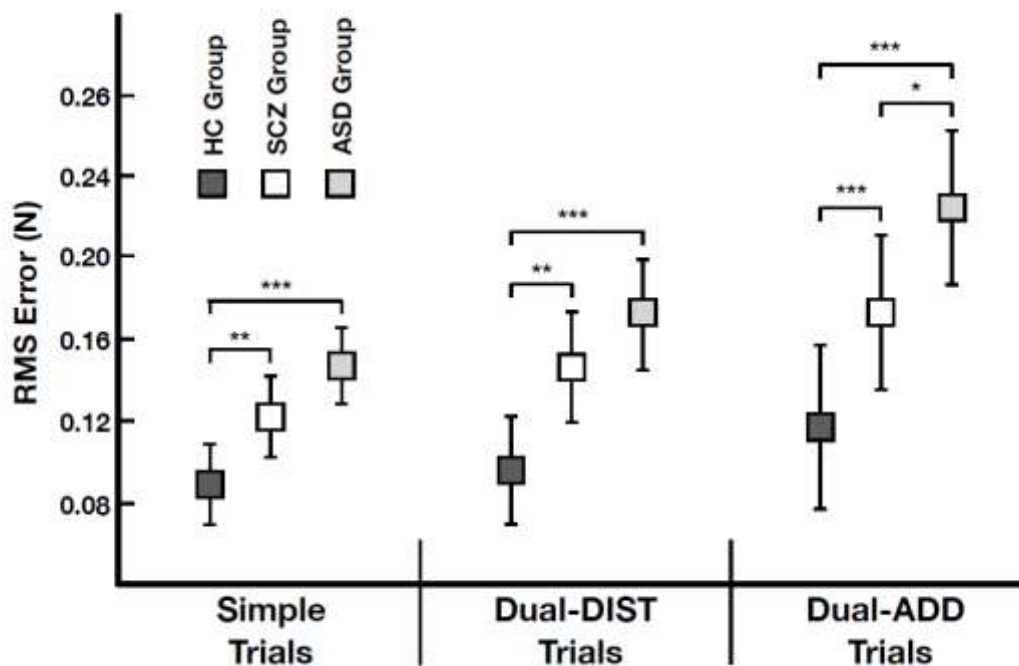 HC Group
SCZ Group
ASD Group
RMS Error (N)
0.26
0.24
0.20
0.16
0.12
0.08
***
**
***
**
***
*
***
Simple
Trials
Dual-DIST
Trials
Dual-ADD
Trials